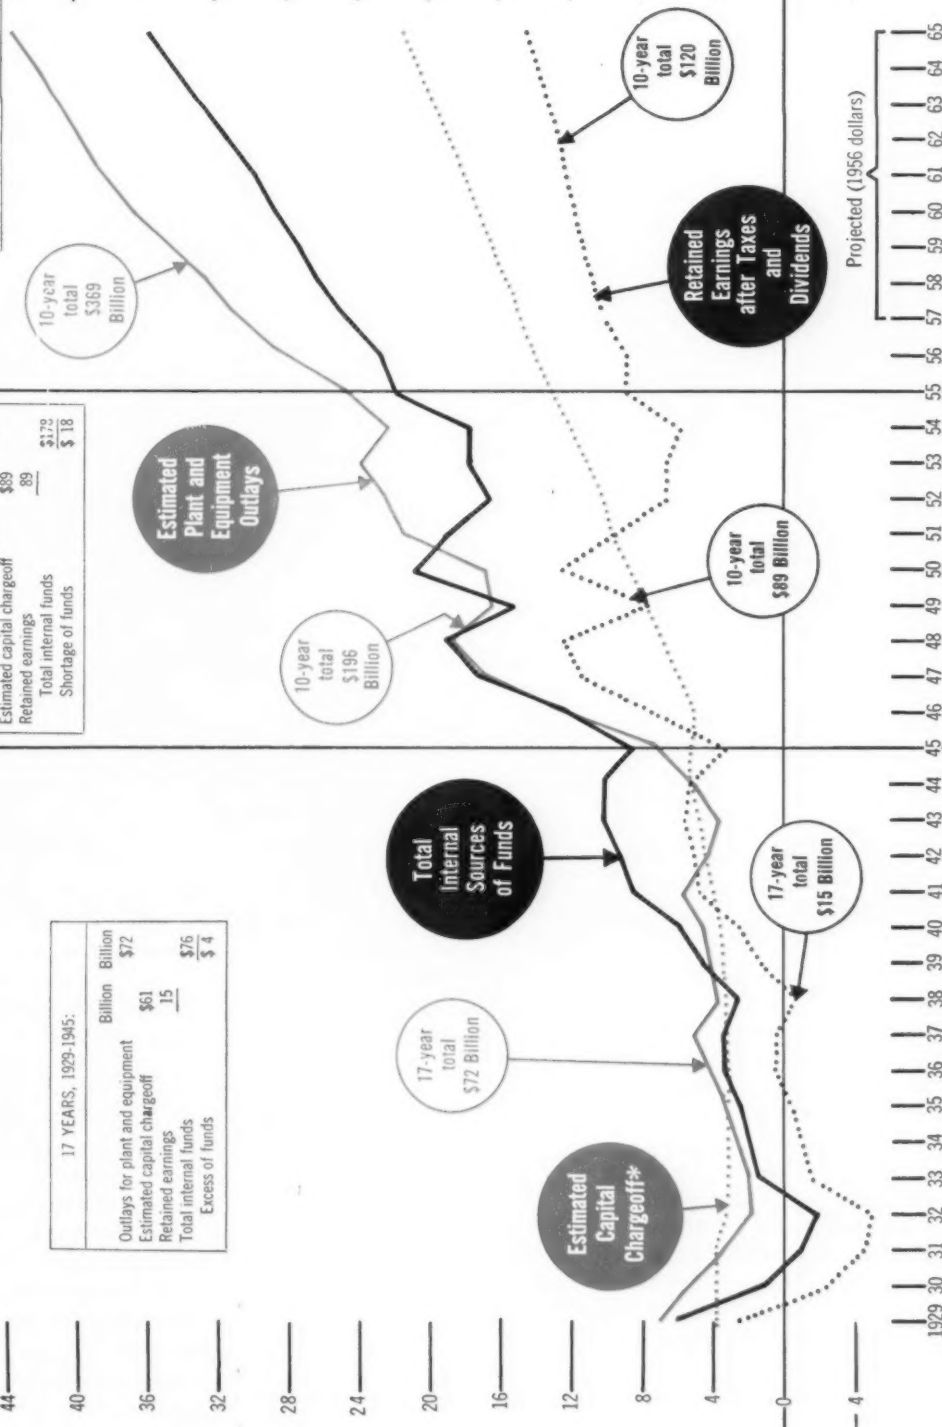 44
40
36
32
28
24
20
16
12
8
4
0
4
17 YEARS, 1929-1945:
Billion Billion
Outlays for plant and equipment $72
Estimated capital chargeoff $61
Retained earnings 15
Total internal funds $76
Excess of funds $ 4
Estimated capital chargeoff $89
Retained earnings 89
Total internal funds $178
Shortage of funds $ 18
10-year
total
$369
Billion
Estimated
Plant and
Equipment
Outlays
10-year
total
$196
Billion
Total
Internal
Sources
of Funds
17-year
total
$72 Billion
Estimated
Capital
Chargeoff*
10-year
total
$120
Billion
Retained
Earnings
after Taxes
and
Dividends
10-year
total
$89 Billion
17-year
total
$15 Billion
Projected (1956 dollars)
1929 30 31 32 33 34 35 36 37 38 39 40 41 42 43 44 45 46 47 48 49 50 51 52 53 54 55 56 57 58 59 60 61 62 63 64 65